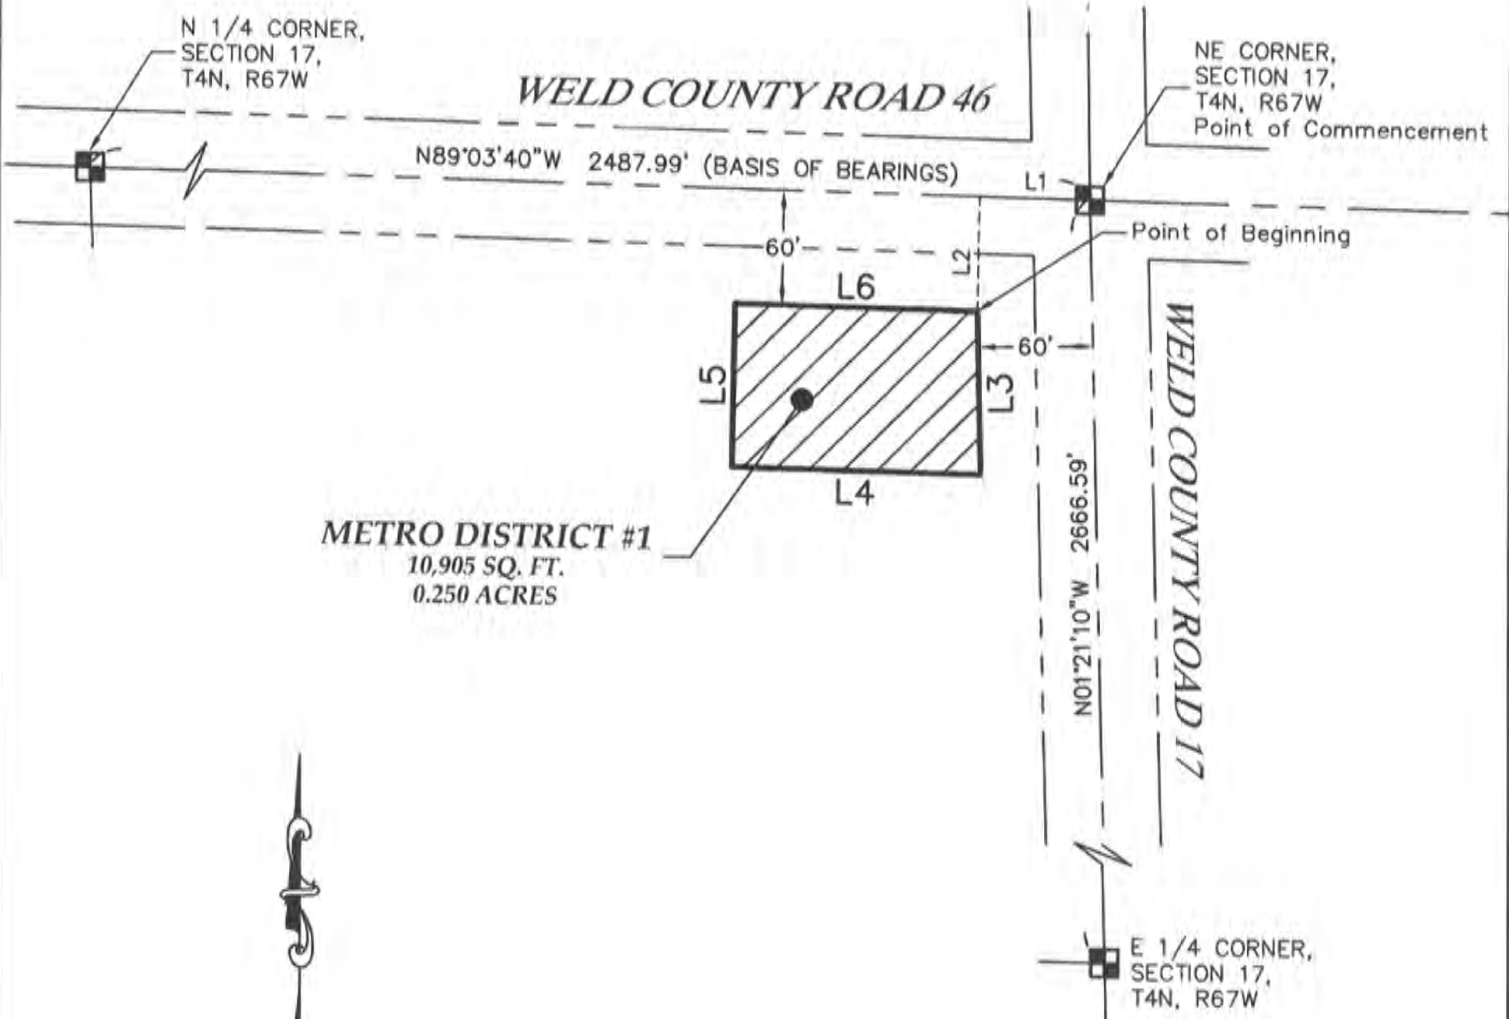 N 1/4 CORNER,
SECTION 17,
T4N, R67W
WELD COUNTY ROAD 46
NE CORNER,
SECTION 17,
T4N, R67W
Point of Commencement
N89°03'40"W 2487.99' (BASIS OF BEARINGS)
L1
Point of Beginning
60'
L2
L6
60'
L5
L3
L4
WELD COUNTY ROAD 17
N01°21'10"W 2666.59'
METRO DISTRICT #1
10,905 SQ. FT.
0.250 ACRES
E 1/4 CORNER,
SECTION 17,
T4N, R67W